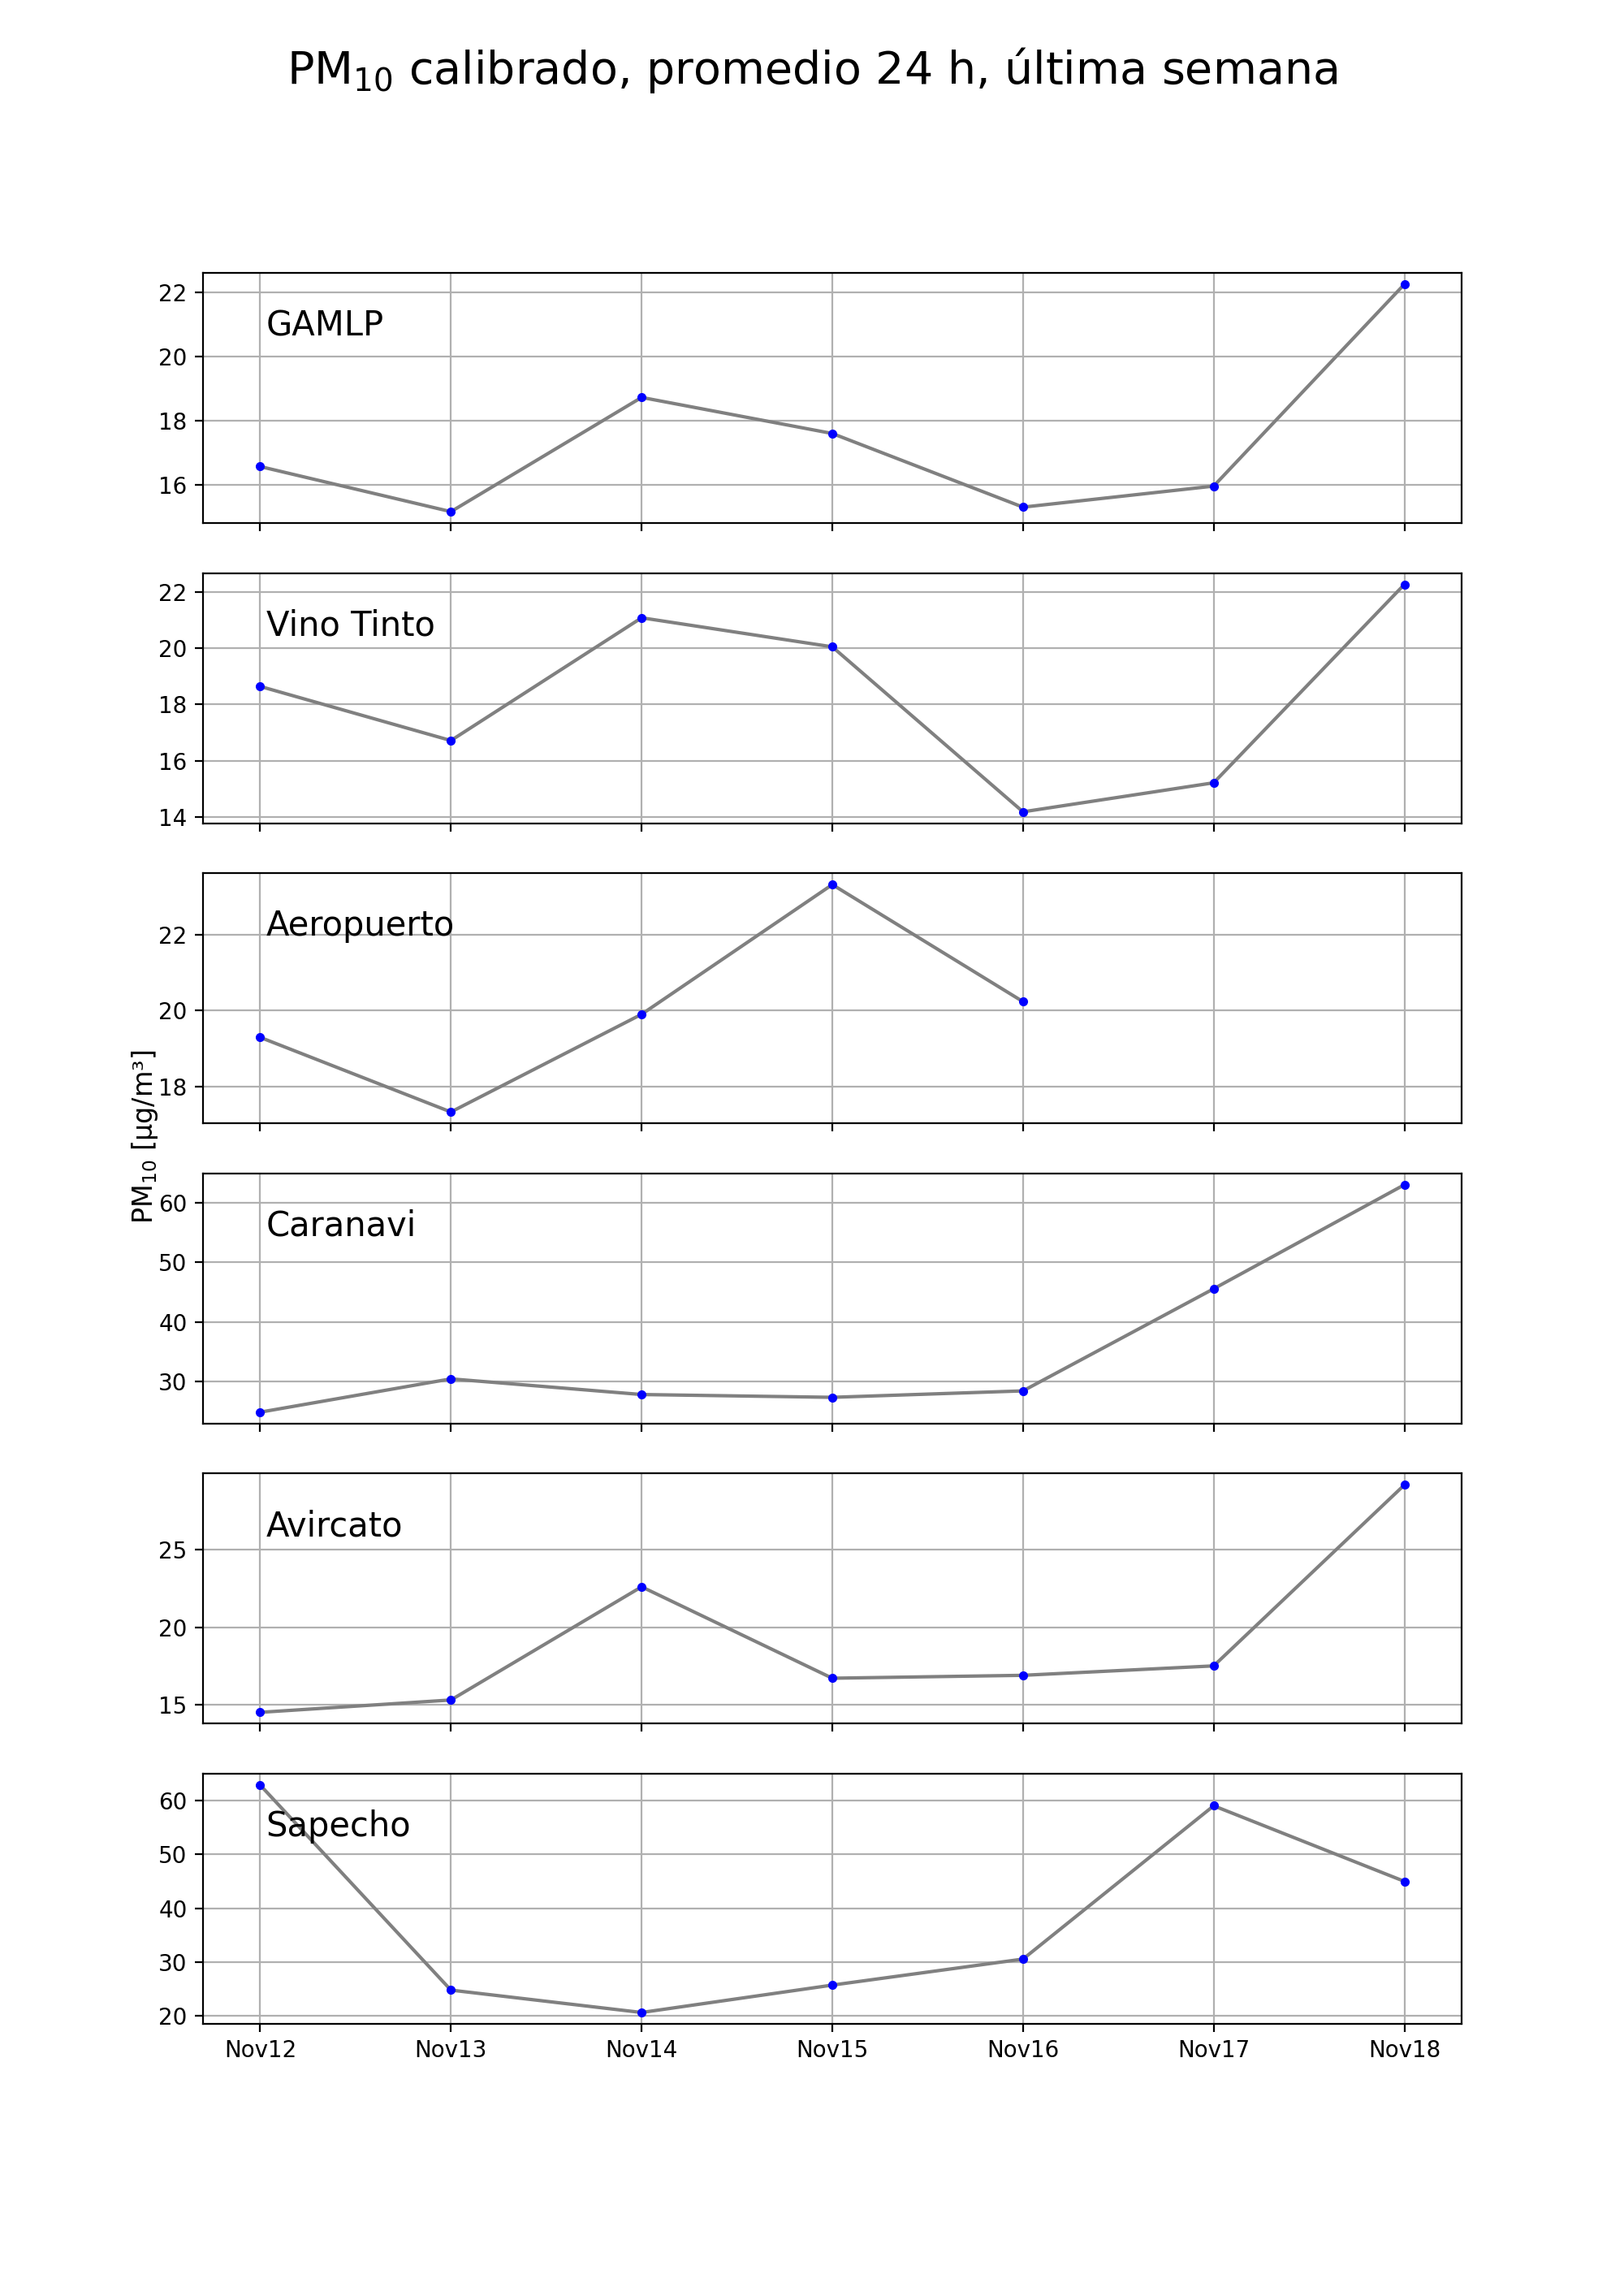 PM₁₀ calibrado, promedio 24 h, última semana
PM₁₀ [µg/m³]
22
20
18
16
GAMLP
22
20
18
16
14
Vino Tinto
22
20
18
Aeropuerto
60
50
40
30
Caranavi
25
20
15
Avircato
60
50
40
30
20
Sapecho
Nov12 Nov13 Nov14 Nov15 Nov16 Nov17 Nov18